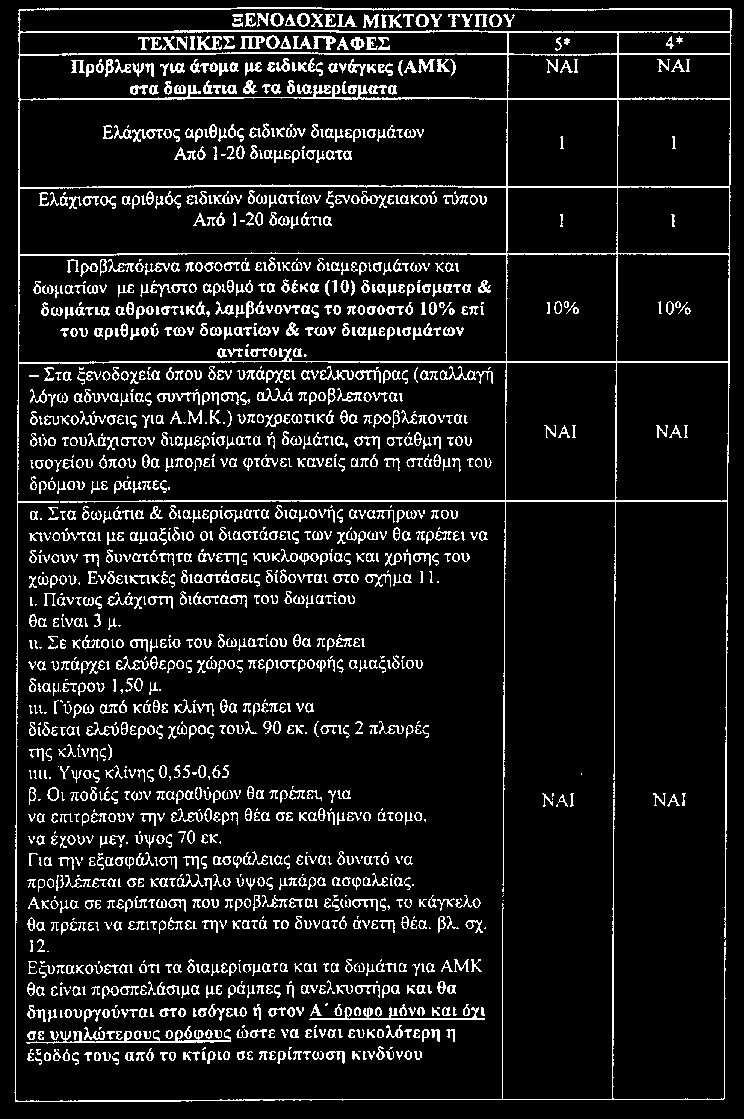 ΞΕΝΟΔΟΧΕΙΑ ΜΙΚΤΟΥ ΤΥΠΟΥ
ΤΕΧΝΙΚΕΣ ΠΡΟΔΙΑΓΡΑΦΕΣ 5* 4*
Πρόβλεψη για άτομα με ειδικές ανάγκες (ΑΜΚ) ΝΑΙ ΝΑΙ
στα δωμ.άτια & τα διαμερίσματα
Ελάχιστος αριθμός ειδικών διαμερισμάτων
Από 1-20 διαμερίσματα 1 1
Ελάχιστος αριθμός ειδικών δωματίων ξενοδοχειακού τύπου
Από 1-20 δωμάτια 1 1
Προβλεπόμενα ποσοστά ειδικών διαμερισμάτων και
δωματίων με μέγιστο αριθμό τα δέκα (10) διαμερίσματα &
δωμάτια αθροιστικά, λαμβάνοντας το ποσοστό 10% επί 10% 10%
του αριθμού των δωματίων & των διαμερισμάτων
αντίστοιχα.
– Στα ξενοδοχεία όπου δεν υπάρχει ανελκυστήρας (απαλλαγή
λόγω αδυναμίας συντήρησης, αλλά προβλεπονται
διευκολύνσεις για Α.Μ.Κ.) υποχρεωτικά θα προβλέπονται
δύο τουλάχιστον διαμερίσματα ή δωμάτια, στη στάθμη του ΝΑΙ ΝΑΙ
ισογείου όπου θα μπορεί να φτάνει κανείς από τη στάθμη του
δρόμου με ράμπες.
α. Στα δωμάτια & διαμερίσματα διαμονής αναπήρων που
κινούνται με αμαξίδιο οι διαστάσεις των χώρων θα πρέπει να
δίνουν τη δυνατότητα άνετης κυκλοφορίας και χρήσης του
χώρου. Ενδεικτικές διαστάσεις δίδονται στο σχήμα 11.
ι. Πάντως ελάχιστη διάσταση του δωματίου
θα είναι 3 μ.
ιι. Σε κάποιο σημείο του δωματίου θα πρέπει
να υπάρχει ελεύθερος χώρος περιστροφής αμαξιδίου
διαμέτρου 1,50 μ.
ιιι. Γύρω από κάθε κλίνη θα πρέπει να
δίδεται ελεύθερος χώρος τουλ. 90 εκ. (στις 2 πλευρές
της κλίνης)
ιιιι. Υψος κλίνης 0,55-0,65
β. Οι ποδιές των παραθύρων θα πρέπει, για ΝΑΙ ΝΑΙ
να επιτρέπουν την ελεύθερη θέα σε καθήμενο άτομο,
να έχουν μεγ. ύψος 70 εκ.
Για την εξασφάλιση της ασφάλειας είναι δυνατό να
προβλέπεται σε κατάλληλο ύψος μπάρα ασφαλείας.
Ακόμα σε περίπτωση που προβλέπεται εξώστης, το κάγκελο
θα πρέπει να επιτρέπει την κατά το δυνατό άνετη θέα. βλ. σχ.
12.
Εξυπακούεται ότι τα διαμερίσματα και τα δωμάτια για ΑΜΚ
θα είναι προσπελάσιμα με ράμπες ή ανελκυστήρα και θα
δημιουργούνται στο ισόγειο ή στον Α΄ όροφο μόνο και όχι
σε υψηλώτερους ορόφους ώστε να είναι ευκολότερη η
έξοδός τους από το κτίριο σε περίπτωση κινδύνου